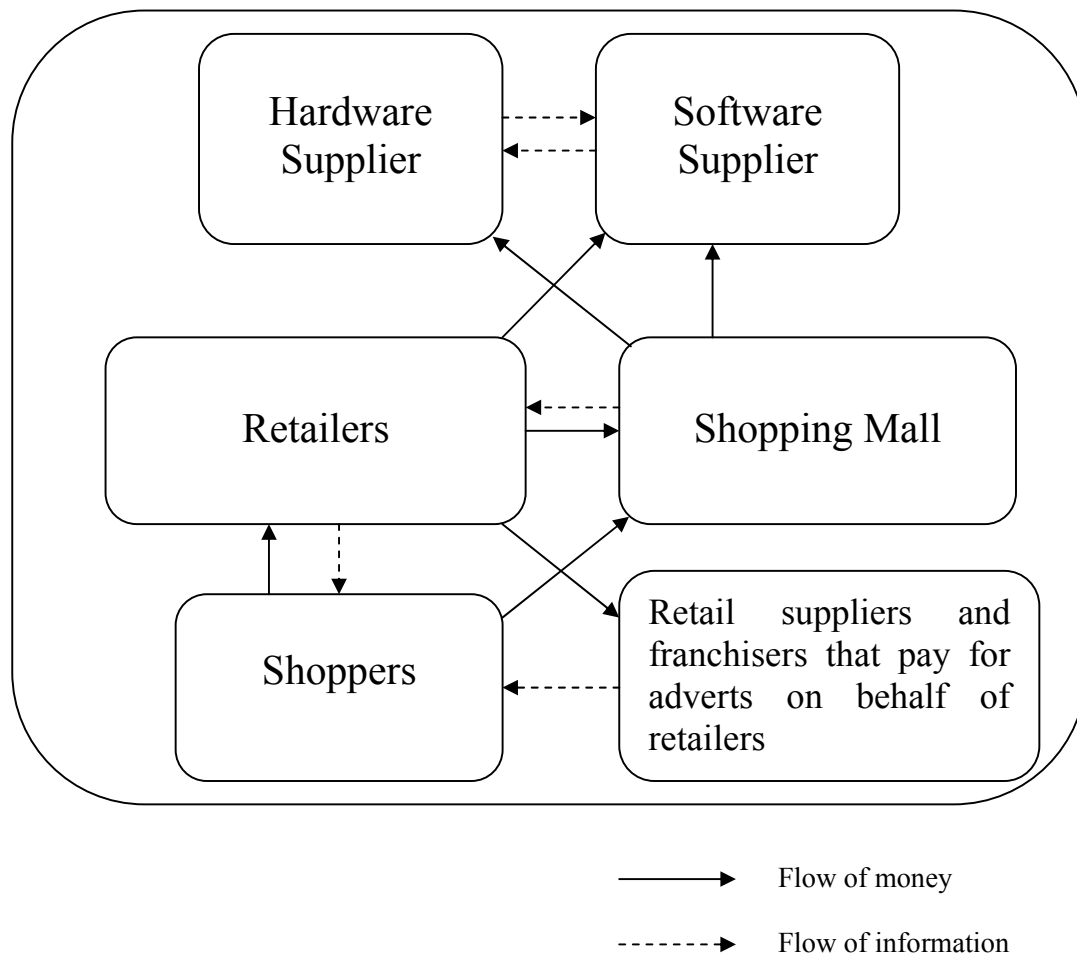 Hardware
Supplier
Software
Supplier
Retailers
Shopping Mall
Shoppers
Retail suppliers and
franchisers that pay for
adverts on behalf of
retailers
Flow of money
Flow of information